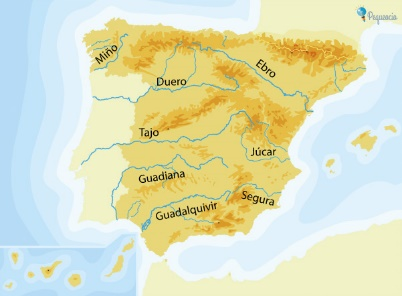 Pequeocio
Miño
Ebro
Duero
Tajo
Júcar
Guadiana
Segura
Guadalquivir